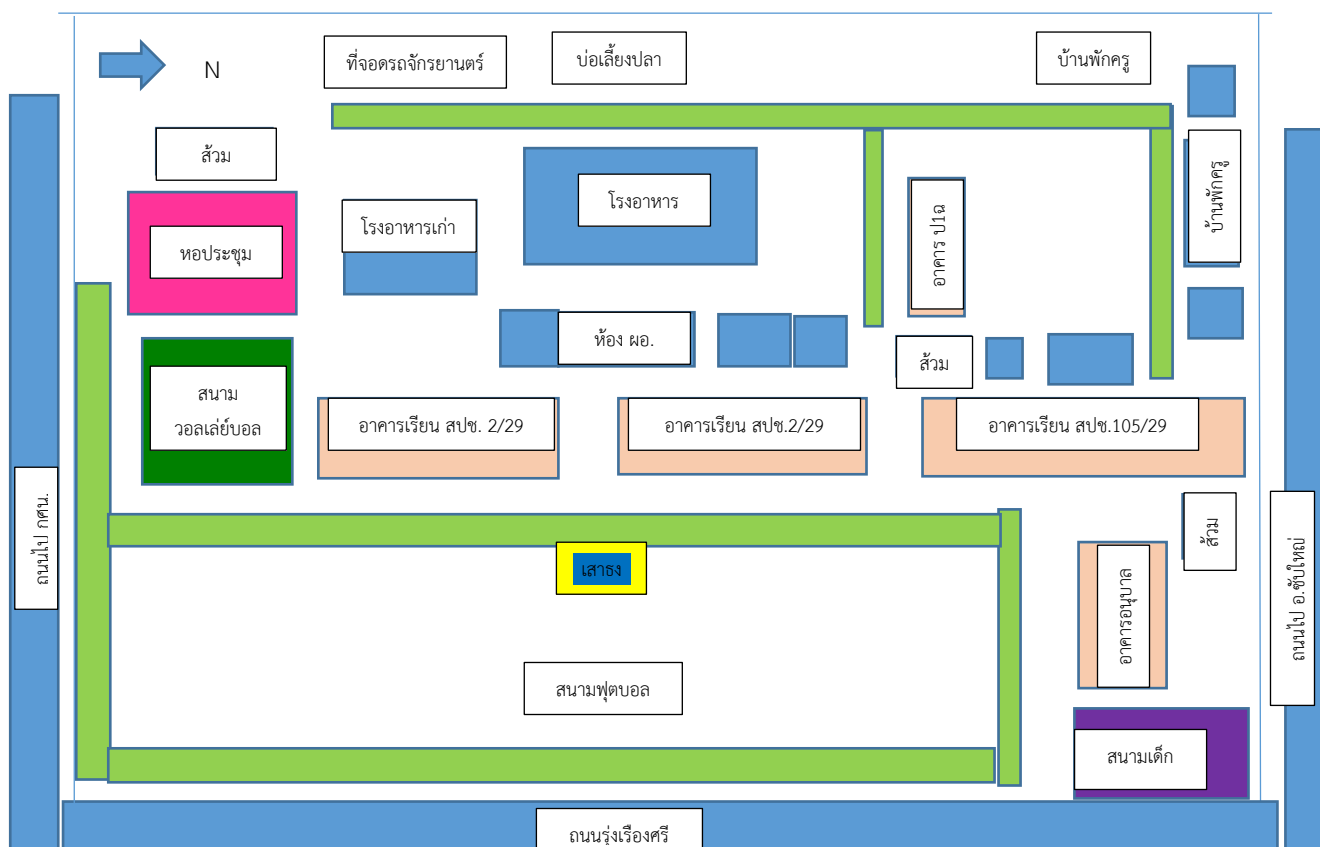 N
ที่จอดรถจักรยานตร์
บ่อเลี้ยงปลา
บ้านพักครู
ส้วม
บ้านพักครู
โรงอาหาร
โรงอาหารเก่า
หอประชุม
อาคาร ป1ฉ
ห้อง ผอ.
ส้วม
สนาม
วอลเล่ย์บอล
อาคารเรียน สปช. 2/29
อาคารเรียน สปช.2/29
อาคารเรียน สปช.105/29
ถนนไป กศน.
ส้วม
ถนนไป อ.ซับใหญ่
เสาธง
อาคารอนุบาล
สนามฟุตบอล
สนามเด็ก
ถนนรุ่งเรืองศรี